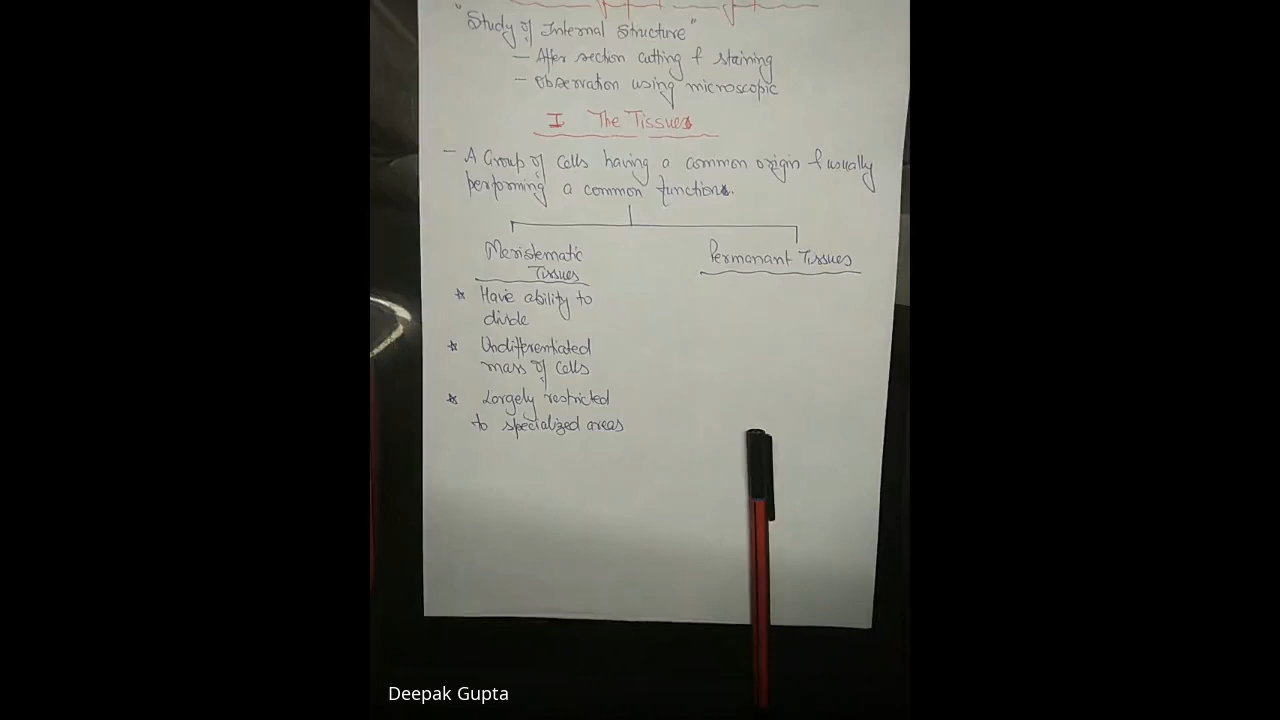 "Study of Internal Structure"
— After section cutting & staining
— Observation using microscopic
I The Tissues
— A Group of cells having a common origin & usually
performing a common functions.
Meristematic
Tissues
Permanant Tissues
* Have ability to
divide
* Undifferentiated
mass of cells
* Largely restricted
to specialized areas
Deepak Gupta